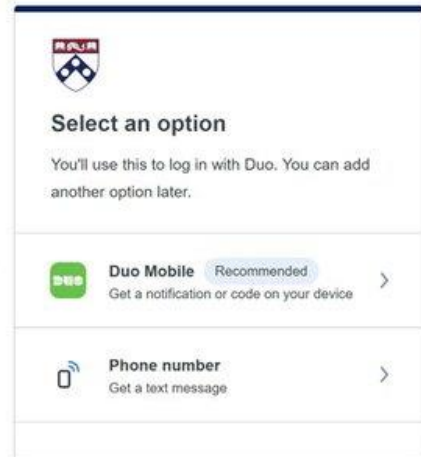 Select an option
You'll use this to log in with Duo. You can add
another option later.
Duo Mobile Recommended
Get a notification or code on your device
Phone number
Get a text message